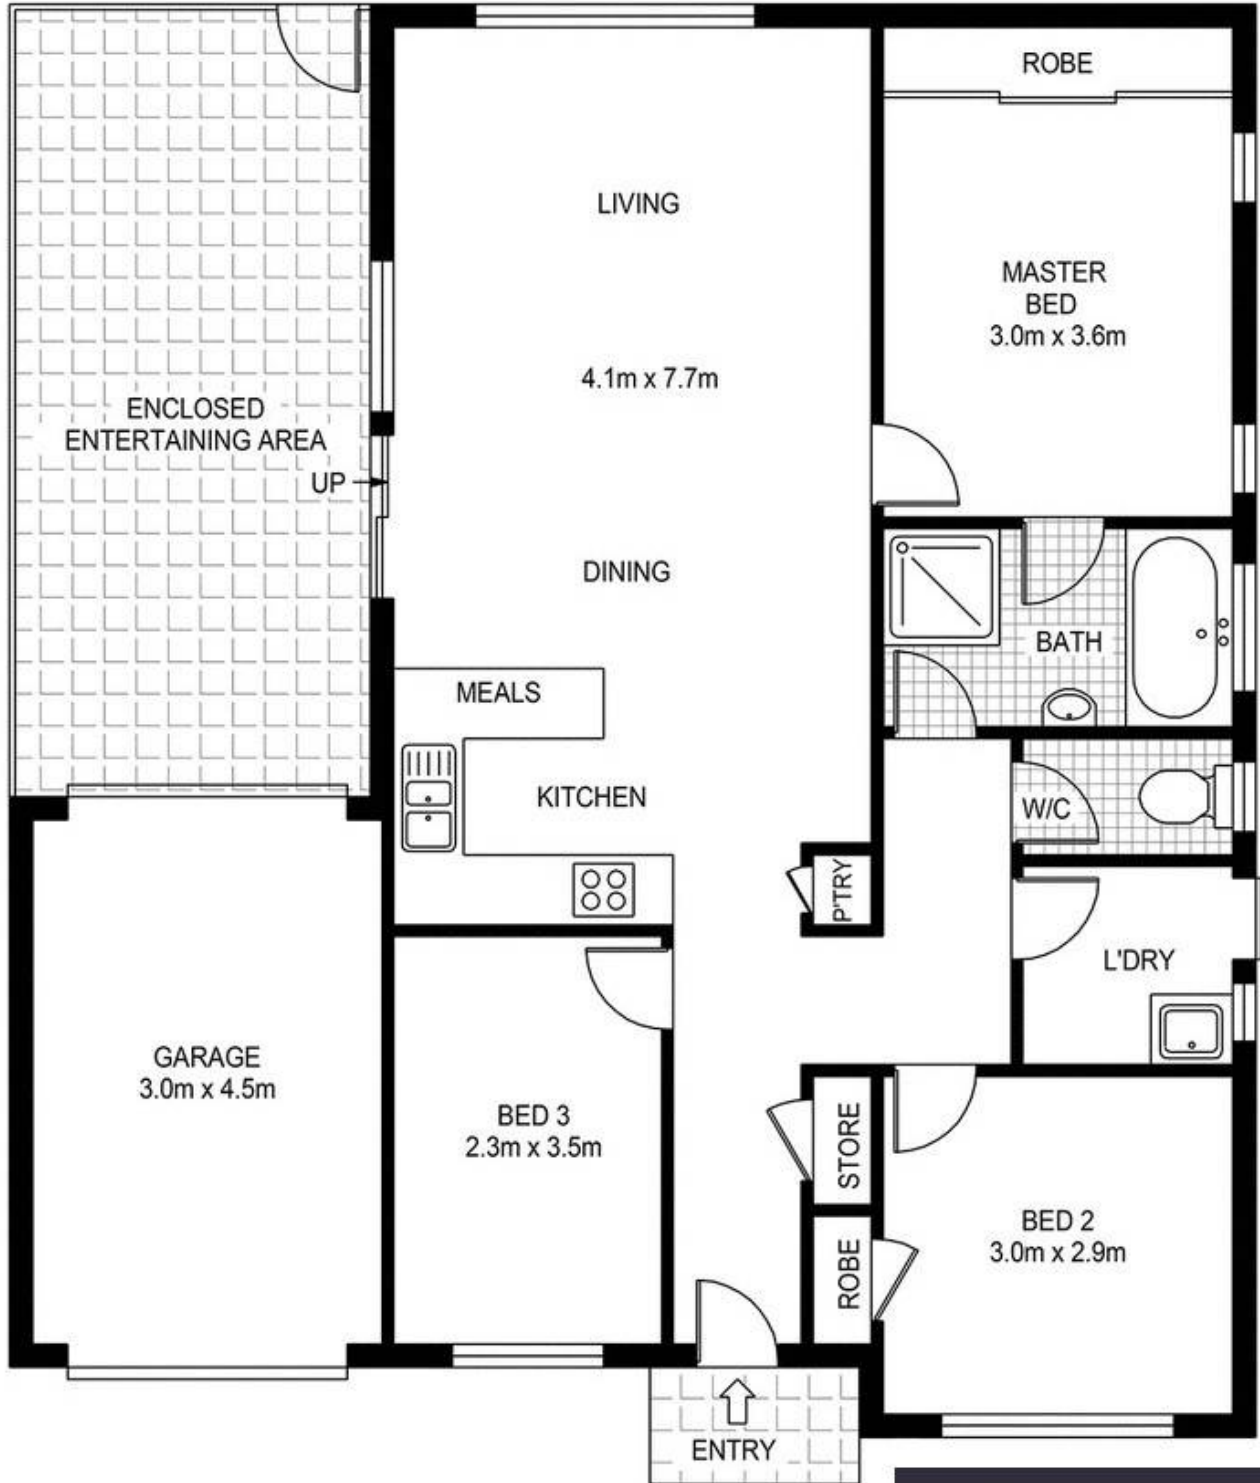 ROBE
LIVING
MASTER
BED
3.0m x 3.6m
4.1m x 7.7m
ENCLOSED
ENTERTAINING AREA
UP
DINING
BATH
MEALS
KITCHEN
W/C
P'TRY
L'DRY
GARAGE
3.0m x 4.5m
BED 3
2.3m x 3.5m
STORE
BED 2
3.0m x 2.9m
ROBE
ENTRY